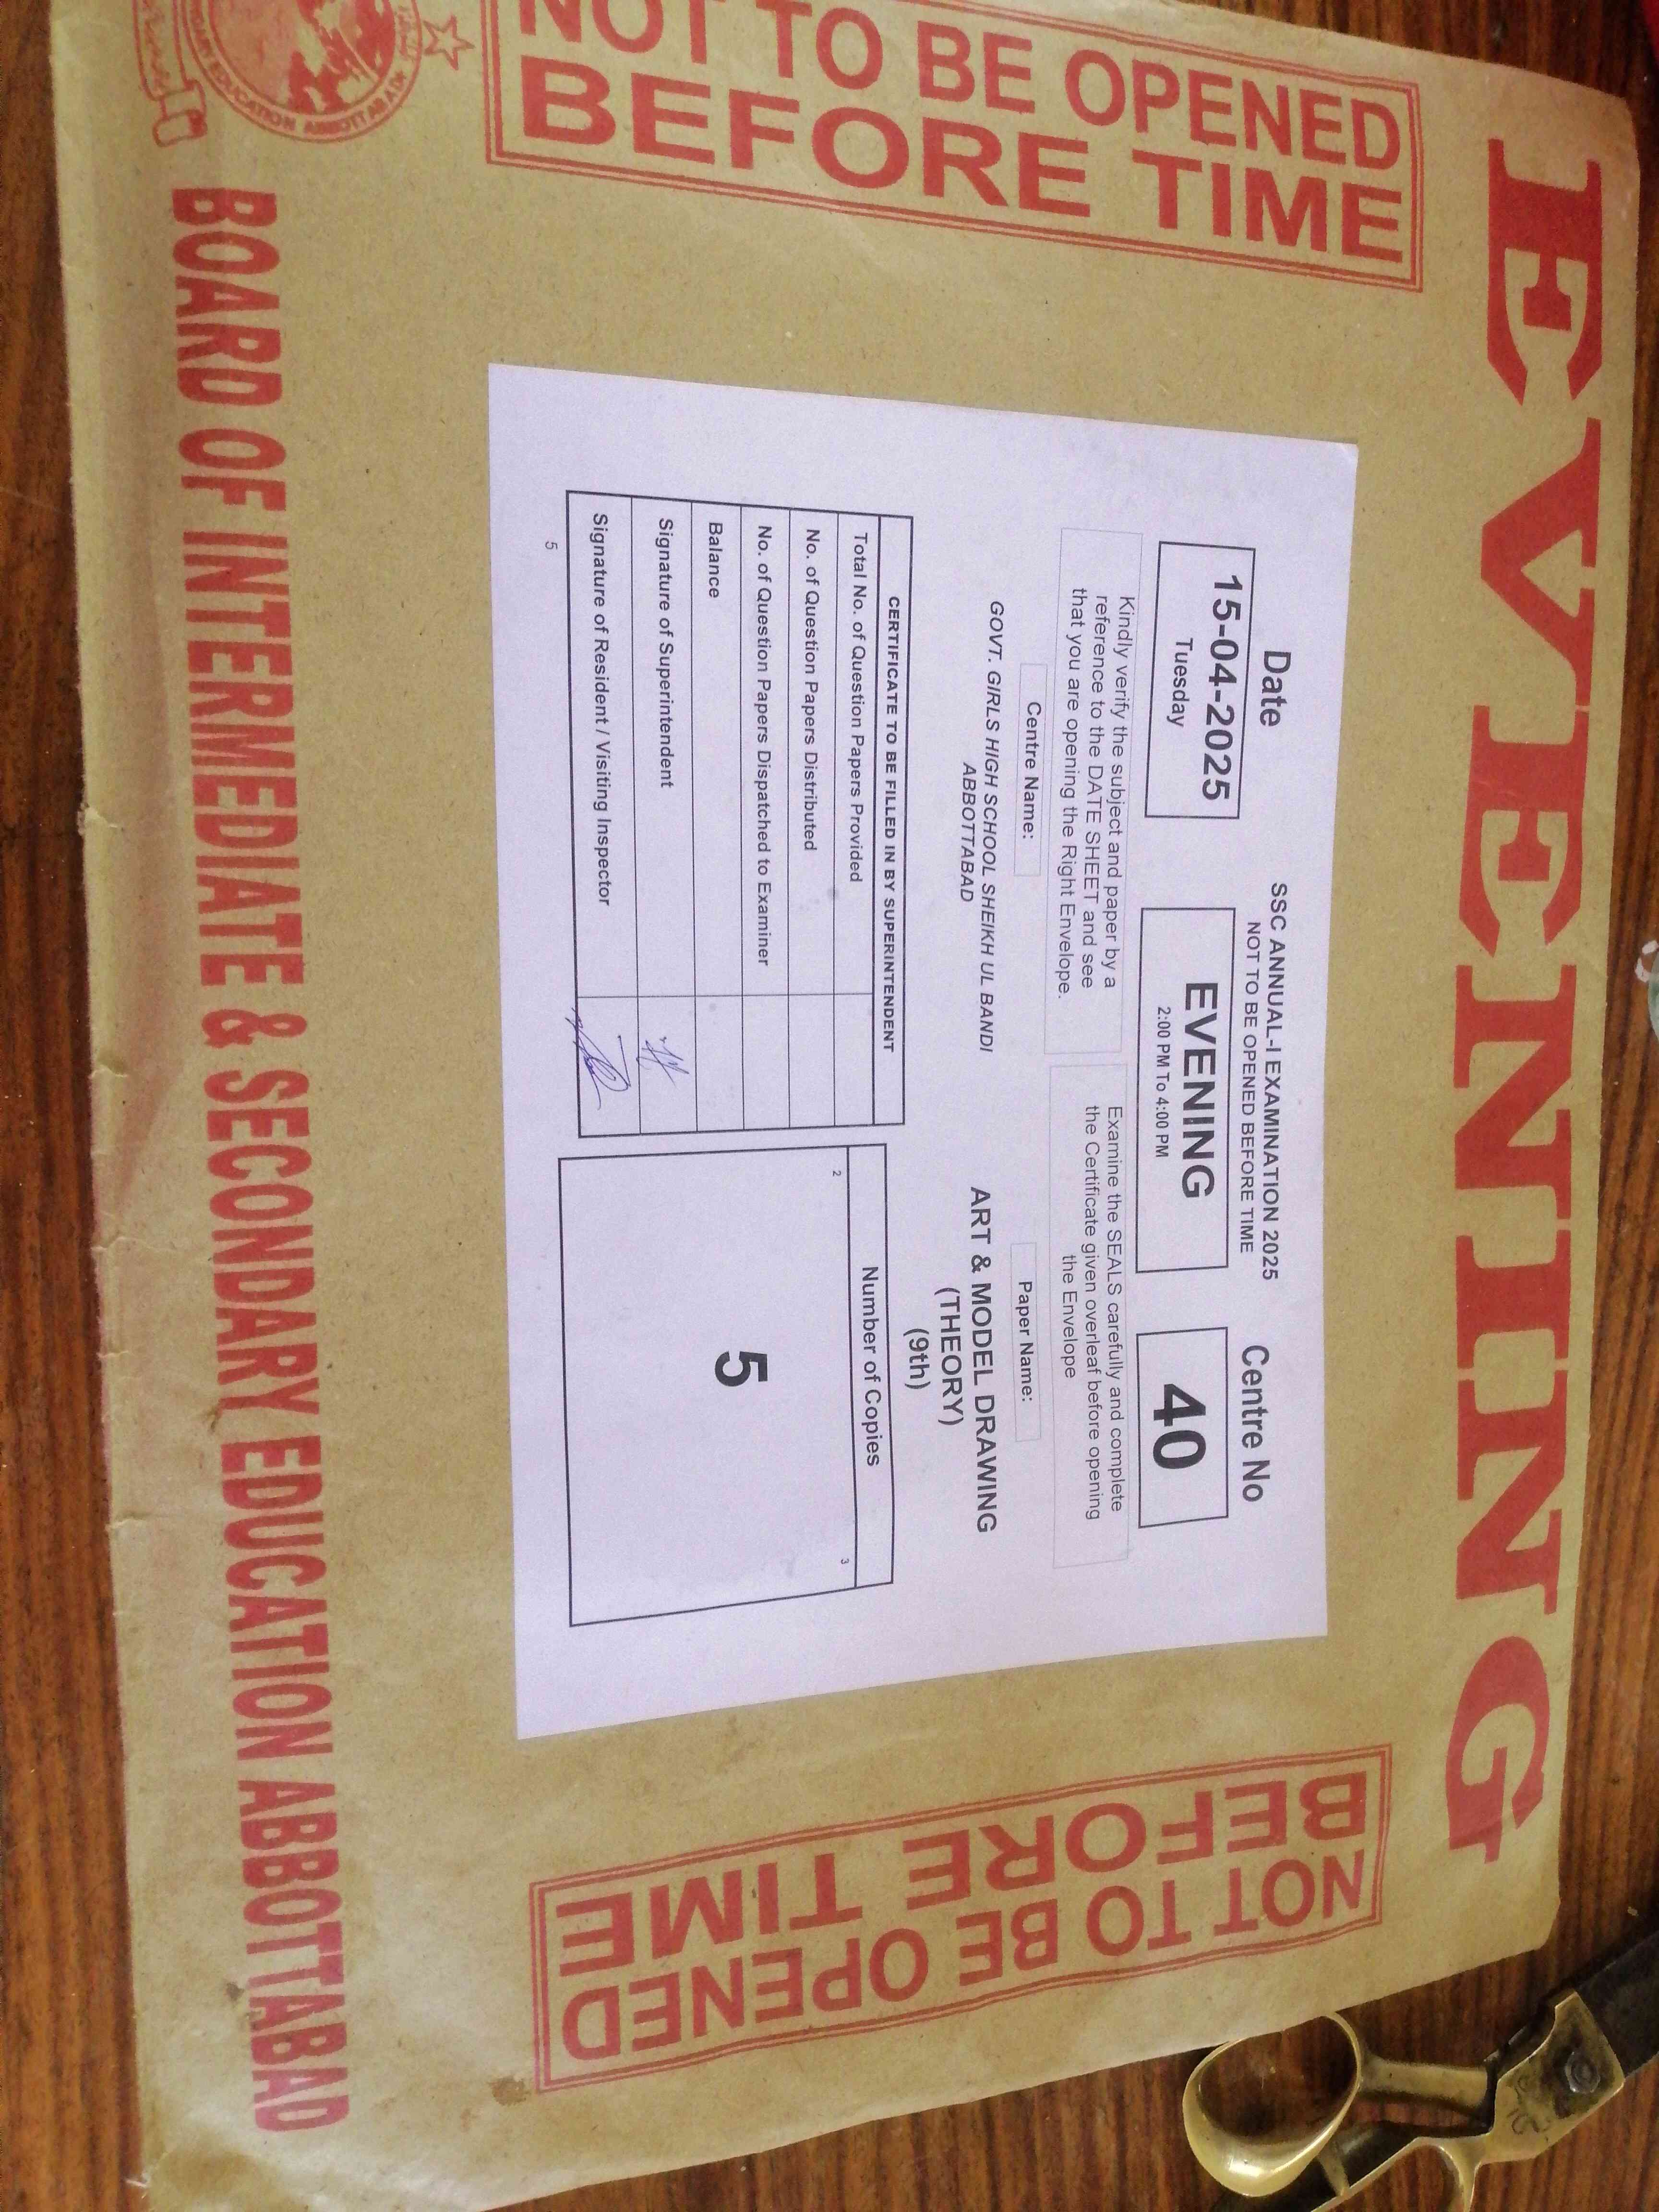 EVENING
NOT TO BE OPENED
BEFORE TIME
SSC ANNUAL-I EXAMINATION 2025
NOT TO BE OPENED BEFORE TIME
Date
15-04-2025
Tuesday
EVENING
2:00 PM To 4:00 PM
Centre No
40
Kindly verify the subject and paper by a
reference to the DATE SHEET and see
that you are opening the Right Envelope.
Examine the SEALS carefully and complete
the Certificate given overleaf before opening
the Envelope
Centre Name:
GOVT. GIRLS HIGH SCHOOL SHEIKH UL BANDI
ABBOTTABAD
Paper Name:
ART & MODEL DRAWING
(THEORY)
(9th)
CERTIFICATE TO BE FILLED IN BY SUPERINTENDENT
Total No. of Question Papers Provided
No. of Question Papers Distributed
No. of Question Papers Dispatched to Examiner
Balance
Signature of Superintendent
Signature of Resident / Visiting Inspector
5
Number of Copies
2
3
5
NOT TO BE OPENED
BEFORE TIME
EDUCATION ABBOTTABAD
BOARD OF INTERMEDIATE & SECONDARY EDUCATION ABBOTTABAD